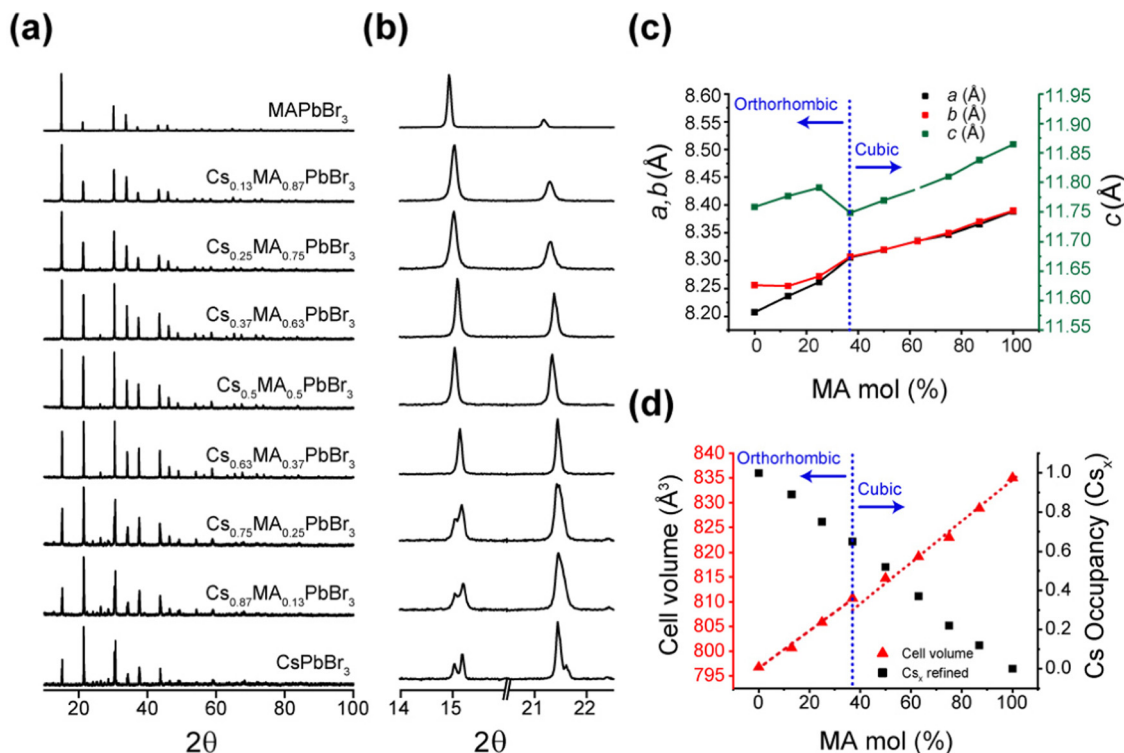 (a)
MAPbBr3
Cs0.13MA0.87PbBr3
Cs0.25MA0.75PbBr3
Cs0.37MA0.63PbBr3
Cs0.5MA0.5PbBr3
Cs0.63MA0.37PbBr3
Cs0.75MA0.25PbBr3
Cs0.87MA0.13PbBr3
CsPbBr3
20 40 60 80 100
2θ
(b)
14 15 21 22
2θ
(c)
8.60
8.55
8.50
8.45
8.40
8.35
8.30
8.25
8.20
a,b(Å)
Orthorhombic
Cubic
a (Å)
b (Å)
c (Å)
11.95
11.90
11.85
11.80
11.75
11.70
11.65
11.60
11.55
c(Å)
0 20 40 60 80 100
MA mol (%)
(d)
840
835
830
825
820
815
810
805
800
795
Cell volume (Å3)
Orthorhombic
Cubic
Cell volume
Csx refined
1.0
0.8
0.6
0.4
0.2
0.0
Cs Occupancy (Csx)
0 20 40 60 80 100
MA mol (%)